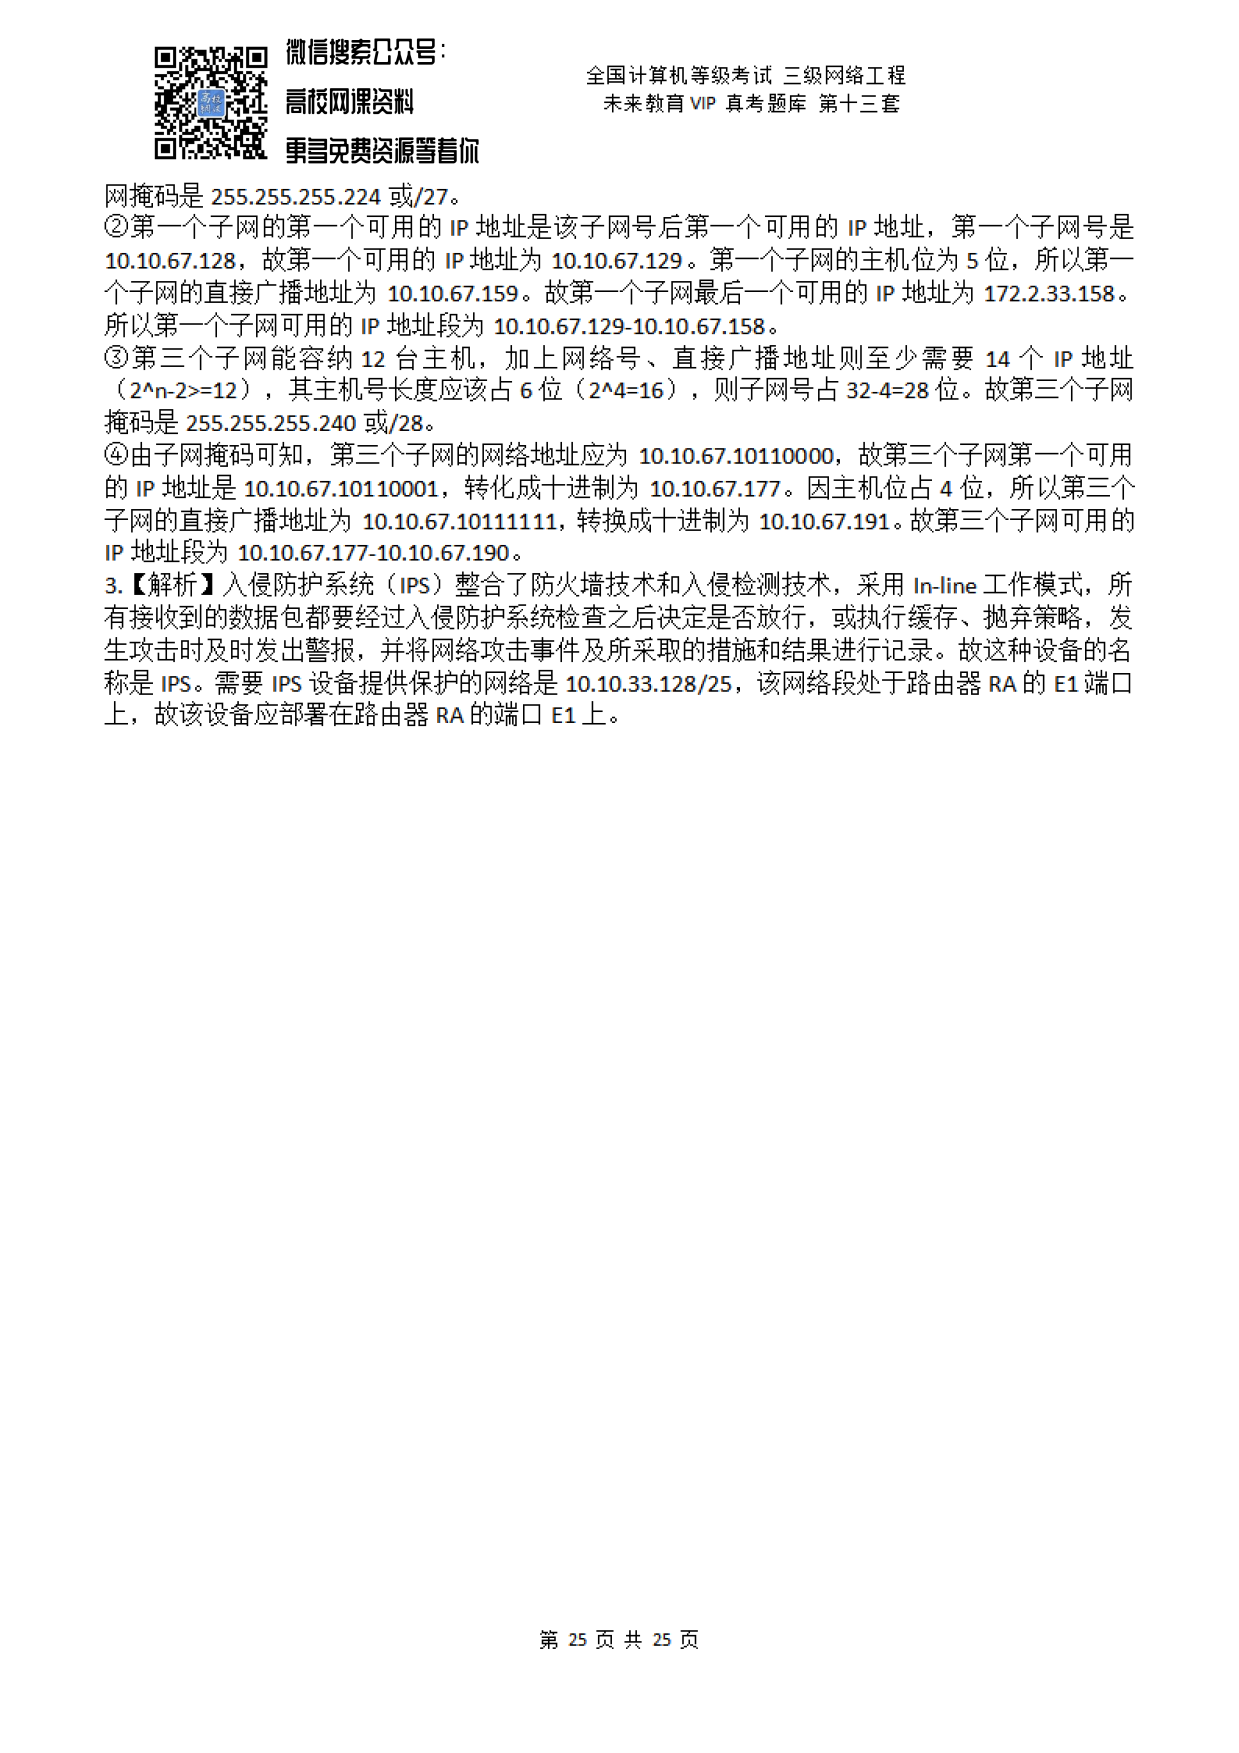 微信搜索公众号：
高校网课资料
更多免费资源等着你
全国计算机等级考试 三级网络工程
未来教育 VIP 真考题库 第十三套
网掩码是 255.255.255.224 或/27。
②第一个子网的第一个可用的 IP 地址是该子网号后第一个可用的 IP 地址，第一个子网号是
10.10.67.128，故第一个可用的 IP 地址为 10.10.67.129。第一个子网的主机位为 5 位，所以第一
个子网的直接广播地址为 10.10.67.159。故第一个子网最后一个可用的 IP 地址为 172.2.33.158。
所以第一个子网可用的 IP 地址段为 10.10.67.129-10.10.67.158。
③第三个子网能容纳 12 台主机，加上网络号、直接广播地址则至少需要 14 个 IP 地址
（2^n-2>=12），其主机号长度应该占 6 位（2^4=16），则子网号占 32-4=28 位。故第三个子网
掩码是 255.255.255.240 或/28。
④由子网掩码可知，第三个子网的网络地址应为 10.10.67.10110000，故第三个子网第一个可用
的 IP 地址是 10.10.67.10110001，转化成十进制为 10.10.67.177。因主机位占 4 位，所以第三个
子网的直接广播地址为 10.10.67.10111111，转换成十进制为 10.10.67.191。故第三个子网可用的
IP 地址段为 10.10.67.177-10.10.67.190。
3.【解析】入侵防护系统（IPS）整合了防火墙技术和入侵检测技术，采用 In-line 工作模式，所
有接收到的数据包都要经过入侵防护系统检查之后决定是否放行，或执行缓存、抛弃策略，发
生攻击时及时发出警报，并将网络攻击事件及所采取的措施和结果进行记录。故这种设备的名
称是 IPS。需要 IPS 设备提供保护的网络是 10.10.33.128/25，该网络段处于路由器 RA 的 E1 端口
上，故该设备应部署在路由器 RA 的端口 E1 上。
第 25 页 共 25 页